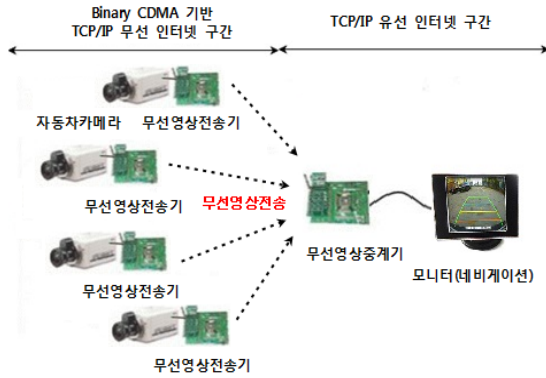 Binary CDMA 기반
TCP/IP 무선 인터넷 구간
TCP/IP 유선 인터넷 구간
자동차카메라
무선영상전송기
무선영상전송기
무선영상전송
무선영상중계기
모니터(네비게이션)
무선영상전송기
무선영상전송기